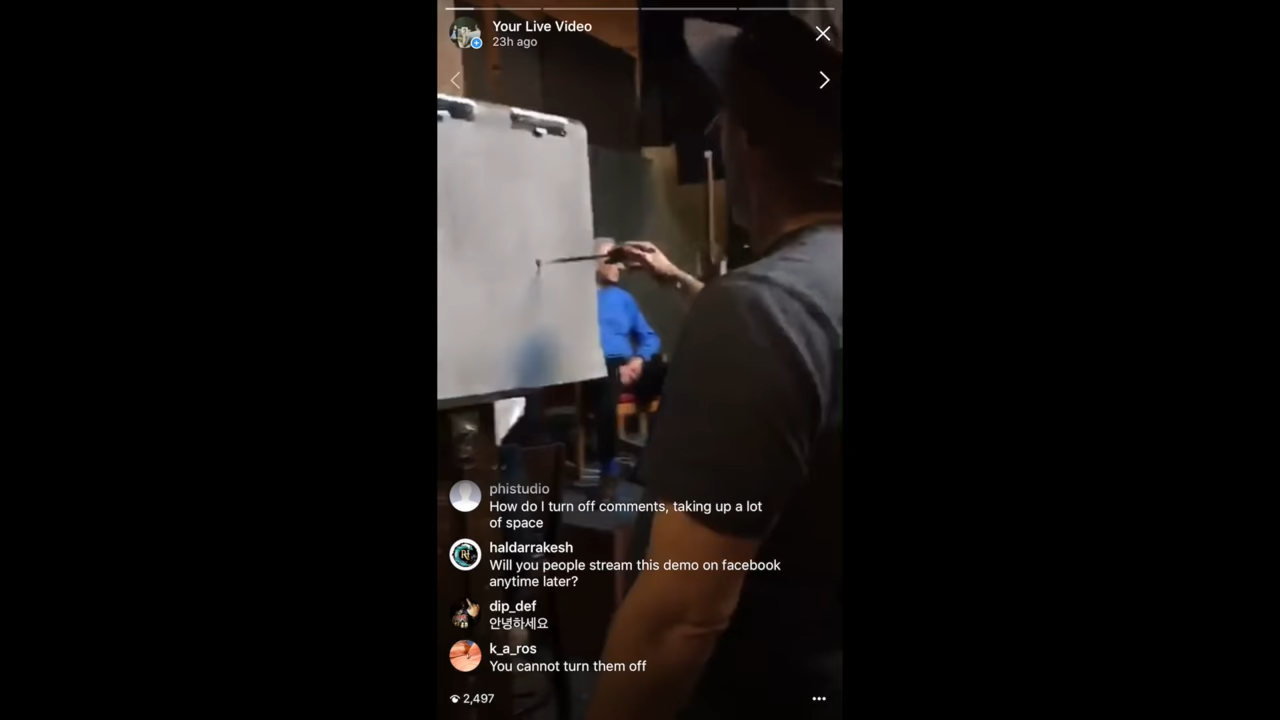 Your Live Video
23h ago
phistudio
How do I turn off comments, taking up a lot
of space
haldarrakesh
Will you people stream this demo on facebook
anytime later?
dip_def
안녕하세요
k_a_ros
You cannot turn them off
2,497